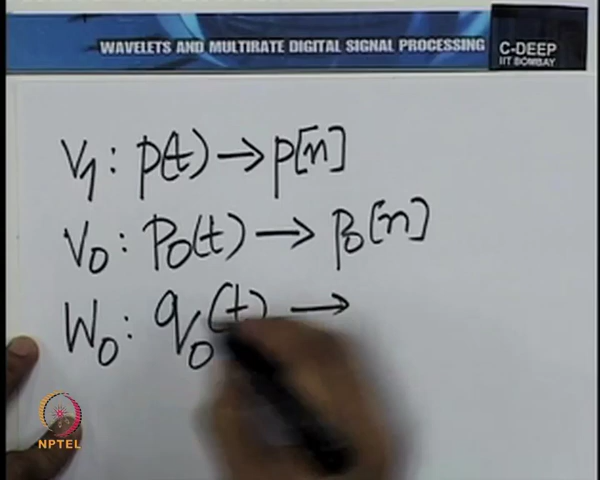 WAVELETS AND MULTIRATE DIGITAL SIGNAL PROCESSING
C-DEEP
IIT BOMBAY
V₁ : p(t) → p[n]
V₀ : p₀(t) → p₀[n]
W₀ : q₀(t) →
NPTEL